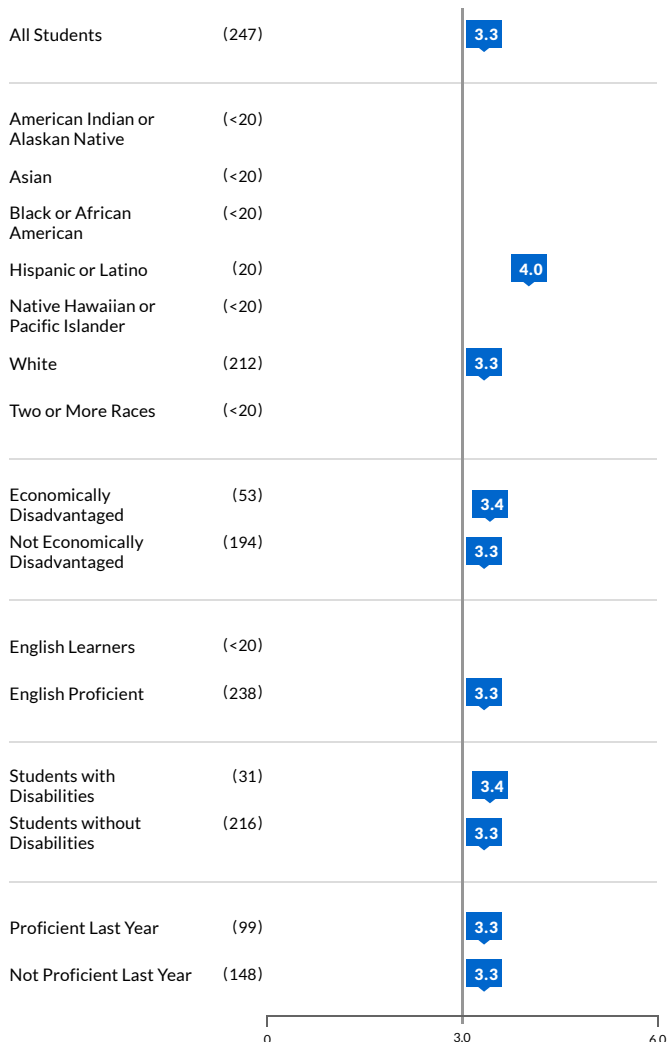 All Students (247) 3.3
American Indian or (<20)
Alaskan Native
Asian (<20)
Black or African (<20)
American
Hispanic or Latino (20) 4.0
Native Hawaiian or (<20)
Pacific Islander
White (212) 3.3
Two or More Races (<20)
Economically (53) 3.4
Disadvantaged
Not Economically (194) 3.3
Disadvantaged
English Learners (<20)
English Proficient (238) 3.3
Students with (31) 3.4
Disabilities
Students without (216) 3.3
Disabilities
Proficient Last Year (99) 3.3
Not Proficient Last Year (148) 3.3
0 3.0 6.0